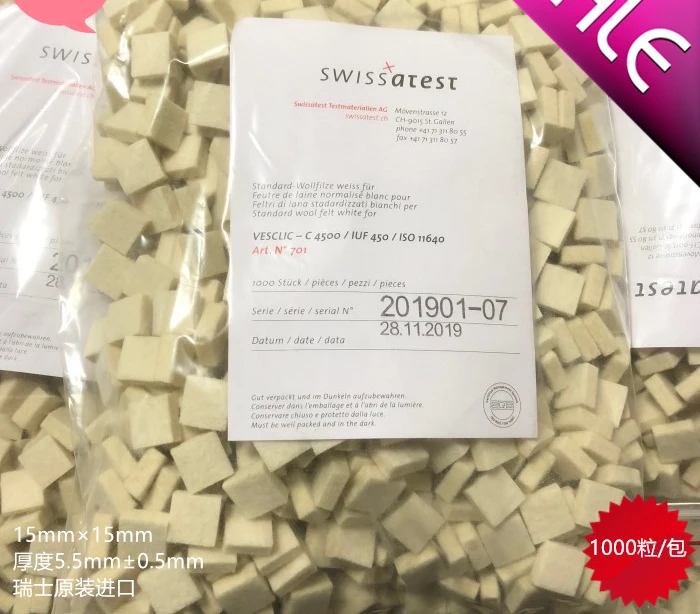 SWISSatest
Swissatest Testmaterialien AG
swissatest.ch
Mövenstrasse 12
CH-9015 St. Gallen
phone +41 71 311 80 55
fax +41 71 311 80 57
Standard-Wollfilze weiss für
Feutre de laine normalisé blanc pour
Feltri di lana stadardizzati bianchi per
Standard wool felt white for
VESCLIC – C 4500 / IUF 450 / ISO 11640
Art. N° 701
1000 Stück / pièces / pezzi / pieces
Serie / série / serial N° 201901-07
28.11.2019
Datum / date / data
Gut verpackt und im Dunkeln aufzubewahren.
Conserver dans l'emballage et à l'abri de la lumière.
Conservare chiuso e protetto dalla luce.
Must be well packed and in the dark.
SWIS
4500 / IUF 4
20
28
atest
15mm×15mm
厚度5.5mm±0.5mm
瑞士原装进口
1000粒/包